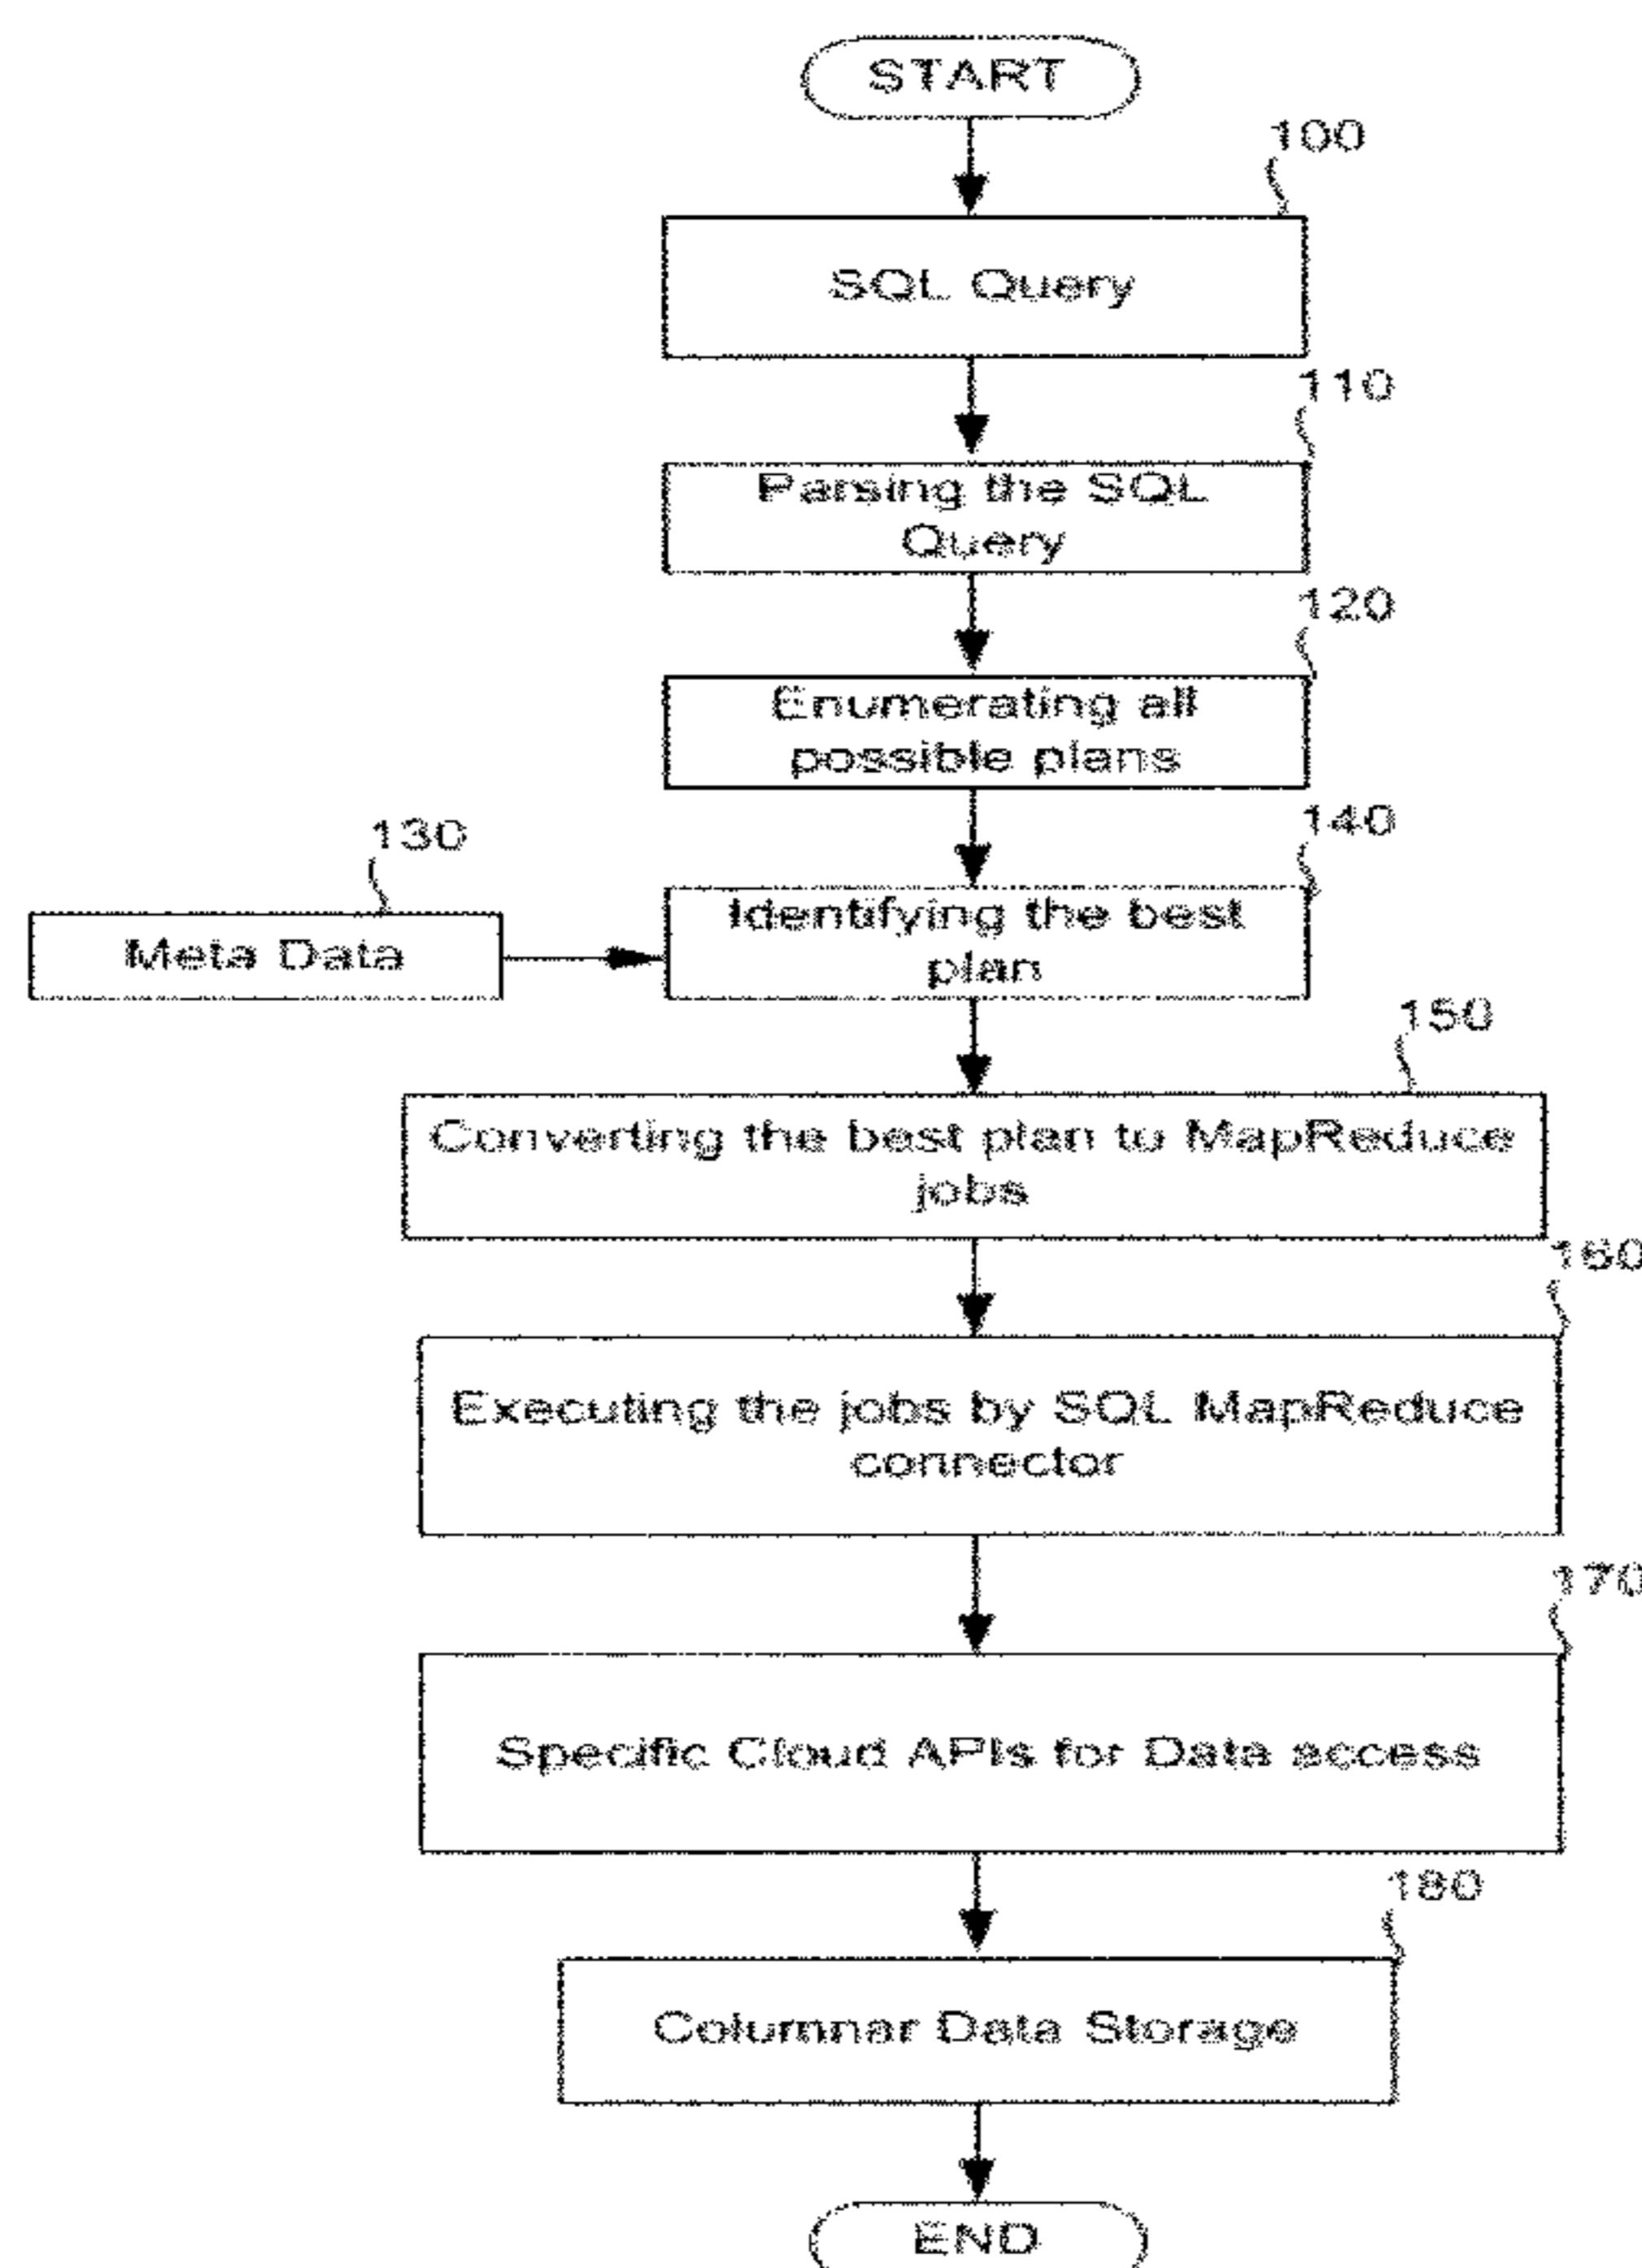 START
100
SQL Query
110
Parsing the SQL
Query
120
Enumerating all
possible plans
130
140
Meta Data
Identifying the best
plan
150
Converting the best plan to MapReduce
jobs
160
Executing the jobs by SQL MapReduce
connector
170
Specific Cloud APIs for Data access
180
Columnar Data Storage
END